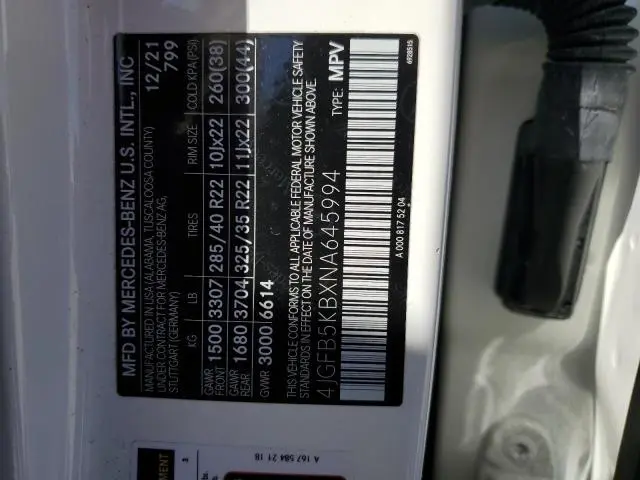 MFD BY MERCEDES-BENZ U.S. INTL., INC 12/21
MANUFACTURED IN USA (ALABAMA, TUSCALOOSA COUNTY) 799
UNDER CONTRACT FOR MERCEDES-BENZ AG,
STUTTGART (GERMANY)
KG LB TIRES RIM SIZE COLD KPA(PSI)
GAWR FRONT 1500 3307 285/40 R22 10Jx22 260(38)
GAWR REAR 1680 3704 325/35 R22 11Jx22 300(44)
GVWR 3000 6614
THIS VEHICLE CONFORMS TO ALL APPLICABLE FEDERAL MOTOR VEHICLE SAFETY
STANDARDS IN EFFECT ON THE DATE OF MANUFACTURE SHOWN ABOVE.
4JGFB5KBXNA645994 TYPE: MPV
A 000 817 52 04
6928515
A 167 584 21 18
3